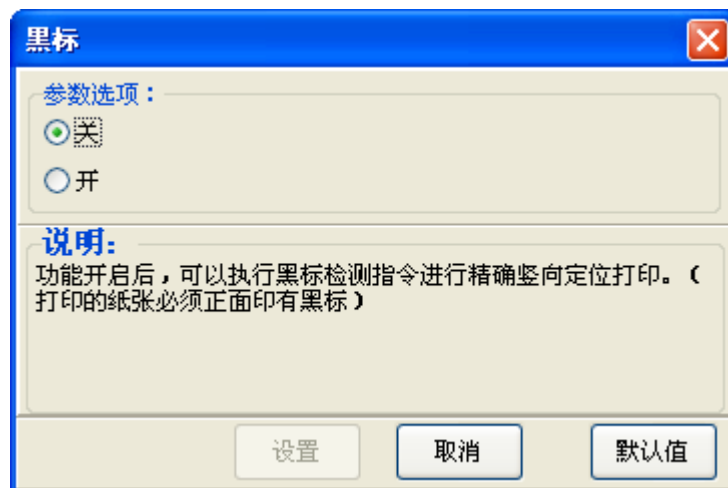 黑标
参数选项：
关
开
说明:
功能开启后，可以执行黑标检测指令进行精确竖向定位打印。（
打印的纸张必须正面印有黑标）
设置
取消
默认值